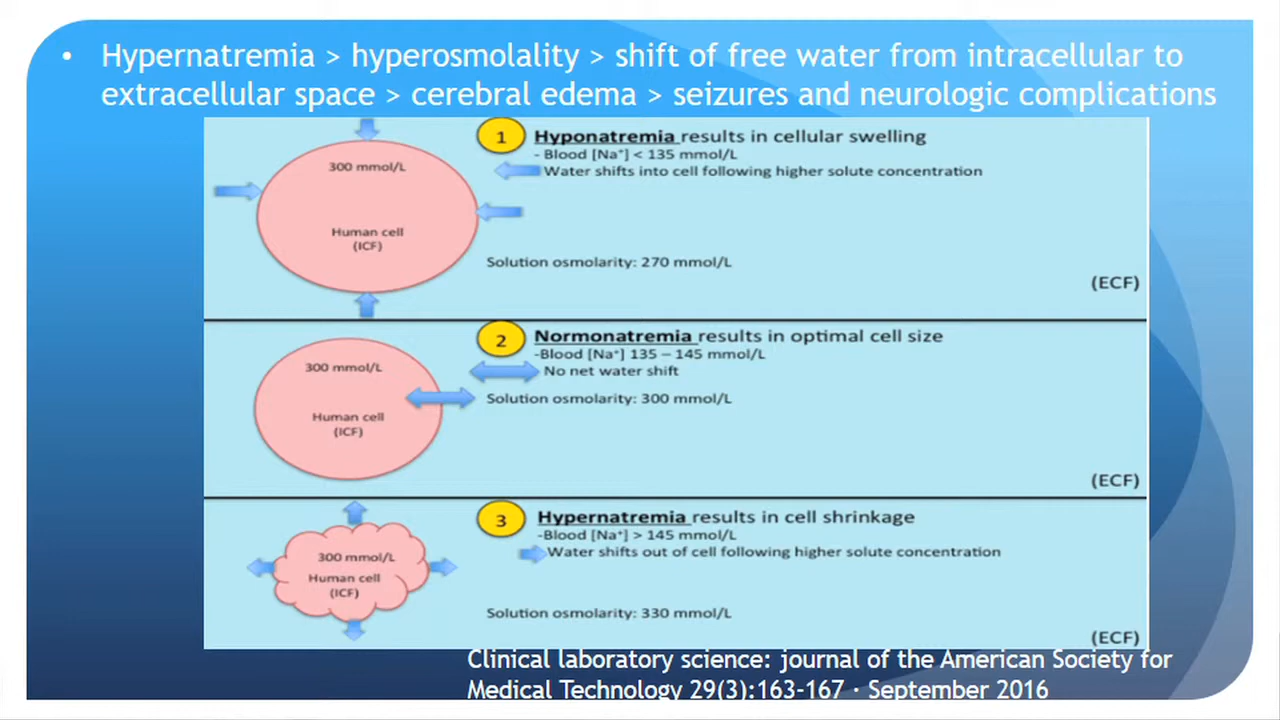 • Hypernatremia > hyperosmolality > shift of free water from intracellular to
extracellular space > cerebral edema > seizures and neurologic complications
1 Hyponatremia results in cellular swelling
- Blood [Na⁺] < 135 mmol/L
Water shifts into cell following higher solute concentration
300 mmol/L
Human cell
(ICF)
Solution osmolarity: 270 mmol/L
(ECF)
2 Normonatremia results in optimal cell size
-Blood [Na⁺] 135 – 145 mmol/L
No net water shift
300 mmol/L
Human cell
(ICF)
Solution osmolarity: 300 mmol/L
(ECF)
3 Hypernatremia results in cell shrinkage
-Blood [Na⁺] > 145 mmol/L
Water shifts out of cell following higher solute concentration
300 mmol/L
Human cell
(ICF)
Solution osmolarity: 330 mmol/L
(ECF)
Clinical laboratory science: journal of the American Society for
Medical Technology 29(3):163-167 · September 2016